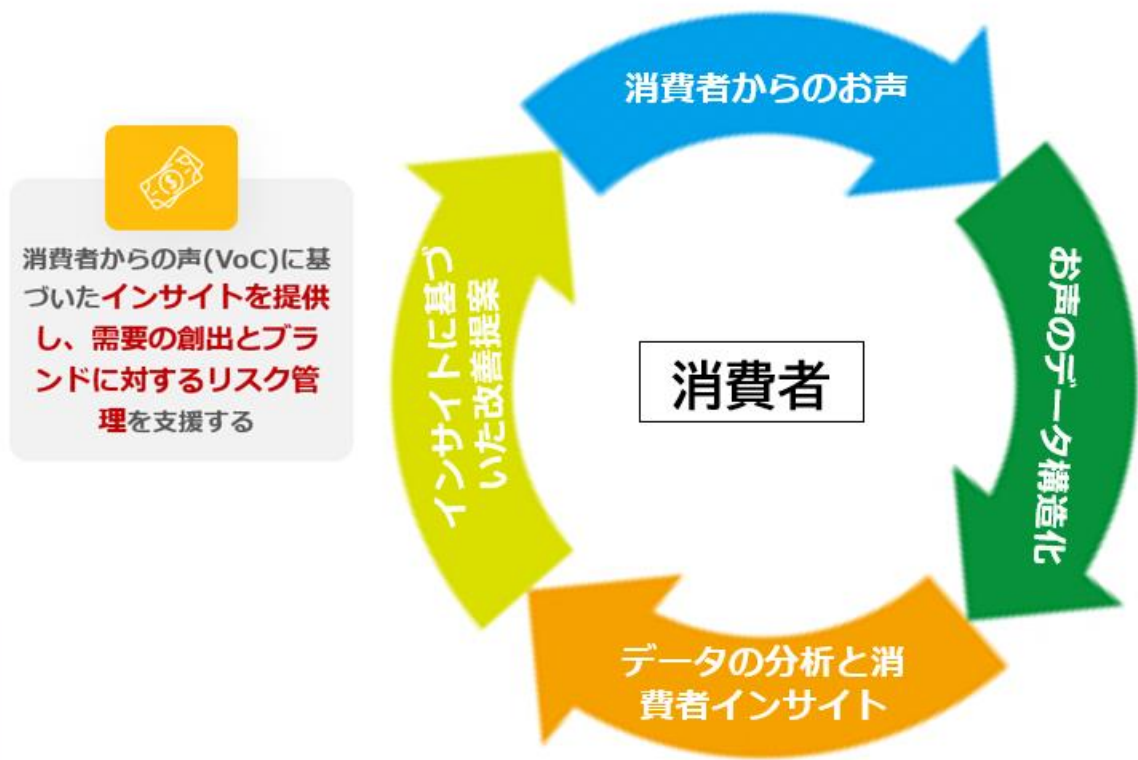 消費者からのお声
消費者からの声(VoC)に基
づいたインサイトを提供
し、需要の創出とブラ
ンドに対するリスク管
理を支援する
インサイトに基づ
いた改善提案
消費者
お声のデータ構造化
データの分析と消
費者インサイト